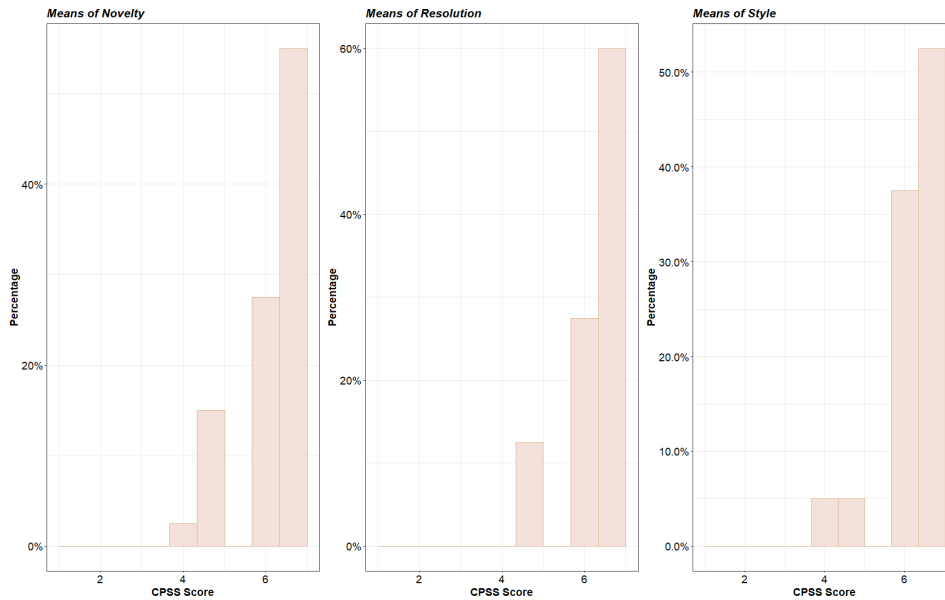 Means of Novelty
40%
20%
0%
2 4 6
Percentage
CPSS Score
Means of Resolution
60%
40%
20%
0%
2 4 6
Percentage
CPSS Score
Means of Style
50.0%
40.0%
30.0%
20.0%
10.0%
0.0%
2 4 6
Percentage
CPSS Score